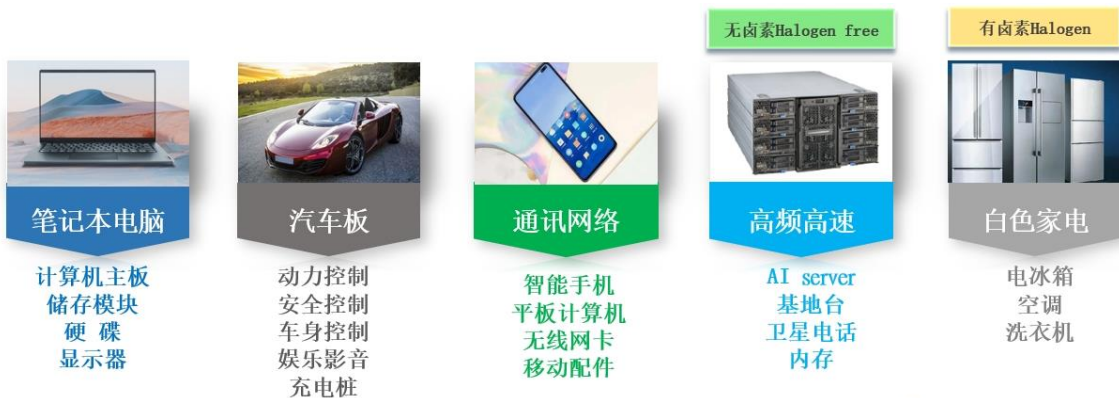 无卤素Halogen free
有卤素Halogen
笔记本电脑
汽车板
通讯网络
高频高速
白色家电
计算机主板
储存模块
硬 碟
显示器
动力控制
安全控制
车身控制
娱乐影音
充电桩
智能手机
平板计算机
无线网卡
移动配件
AI server
基地台
卫星电话
内存
电冰箱
空调
洗衣机